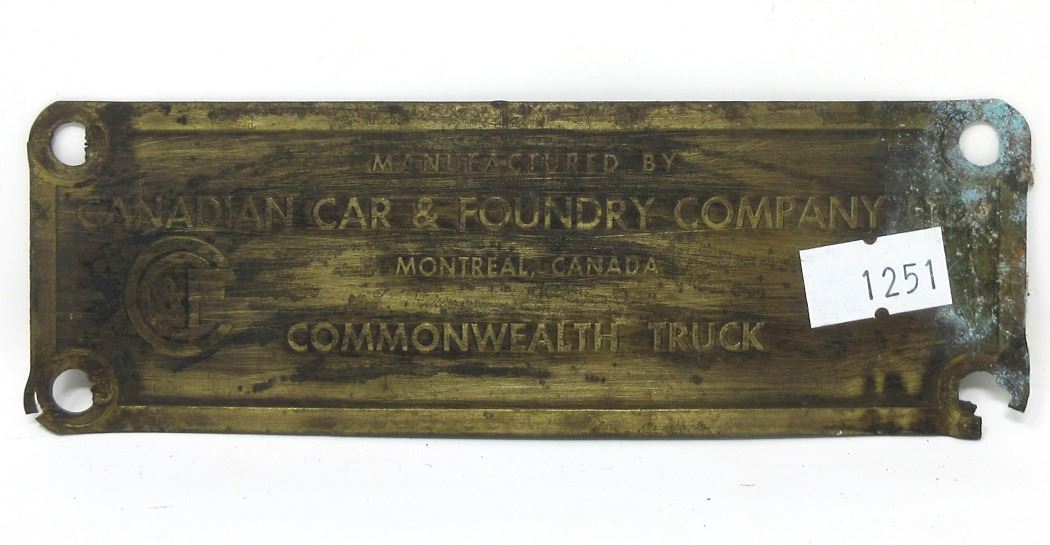 MANUFACTURED BY
CANADIAN CAR & FOUNDRY COMPANY
MONTREAL, CANADA
C&F
1251
COMMONWEALTH TRUCK